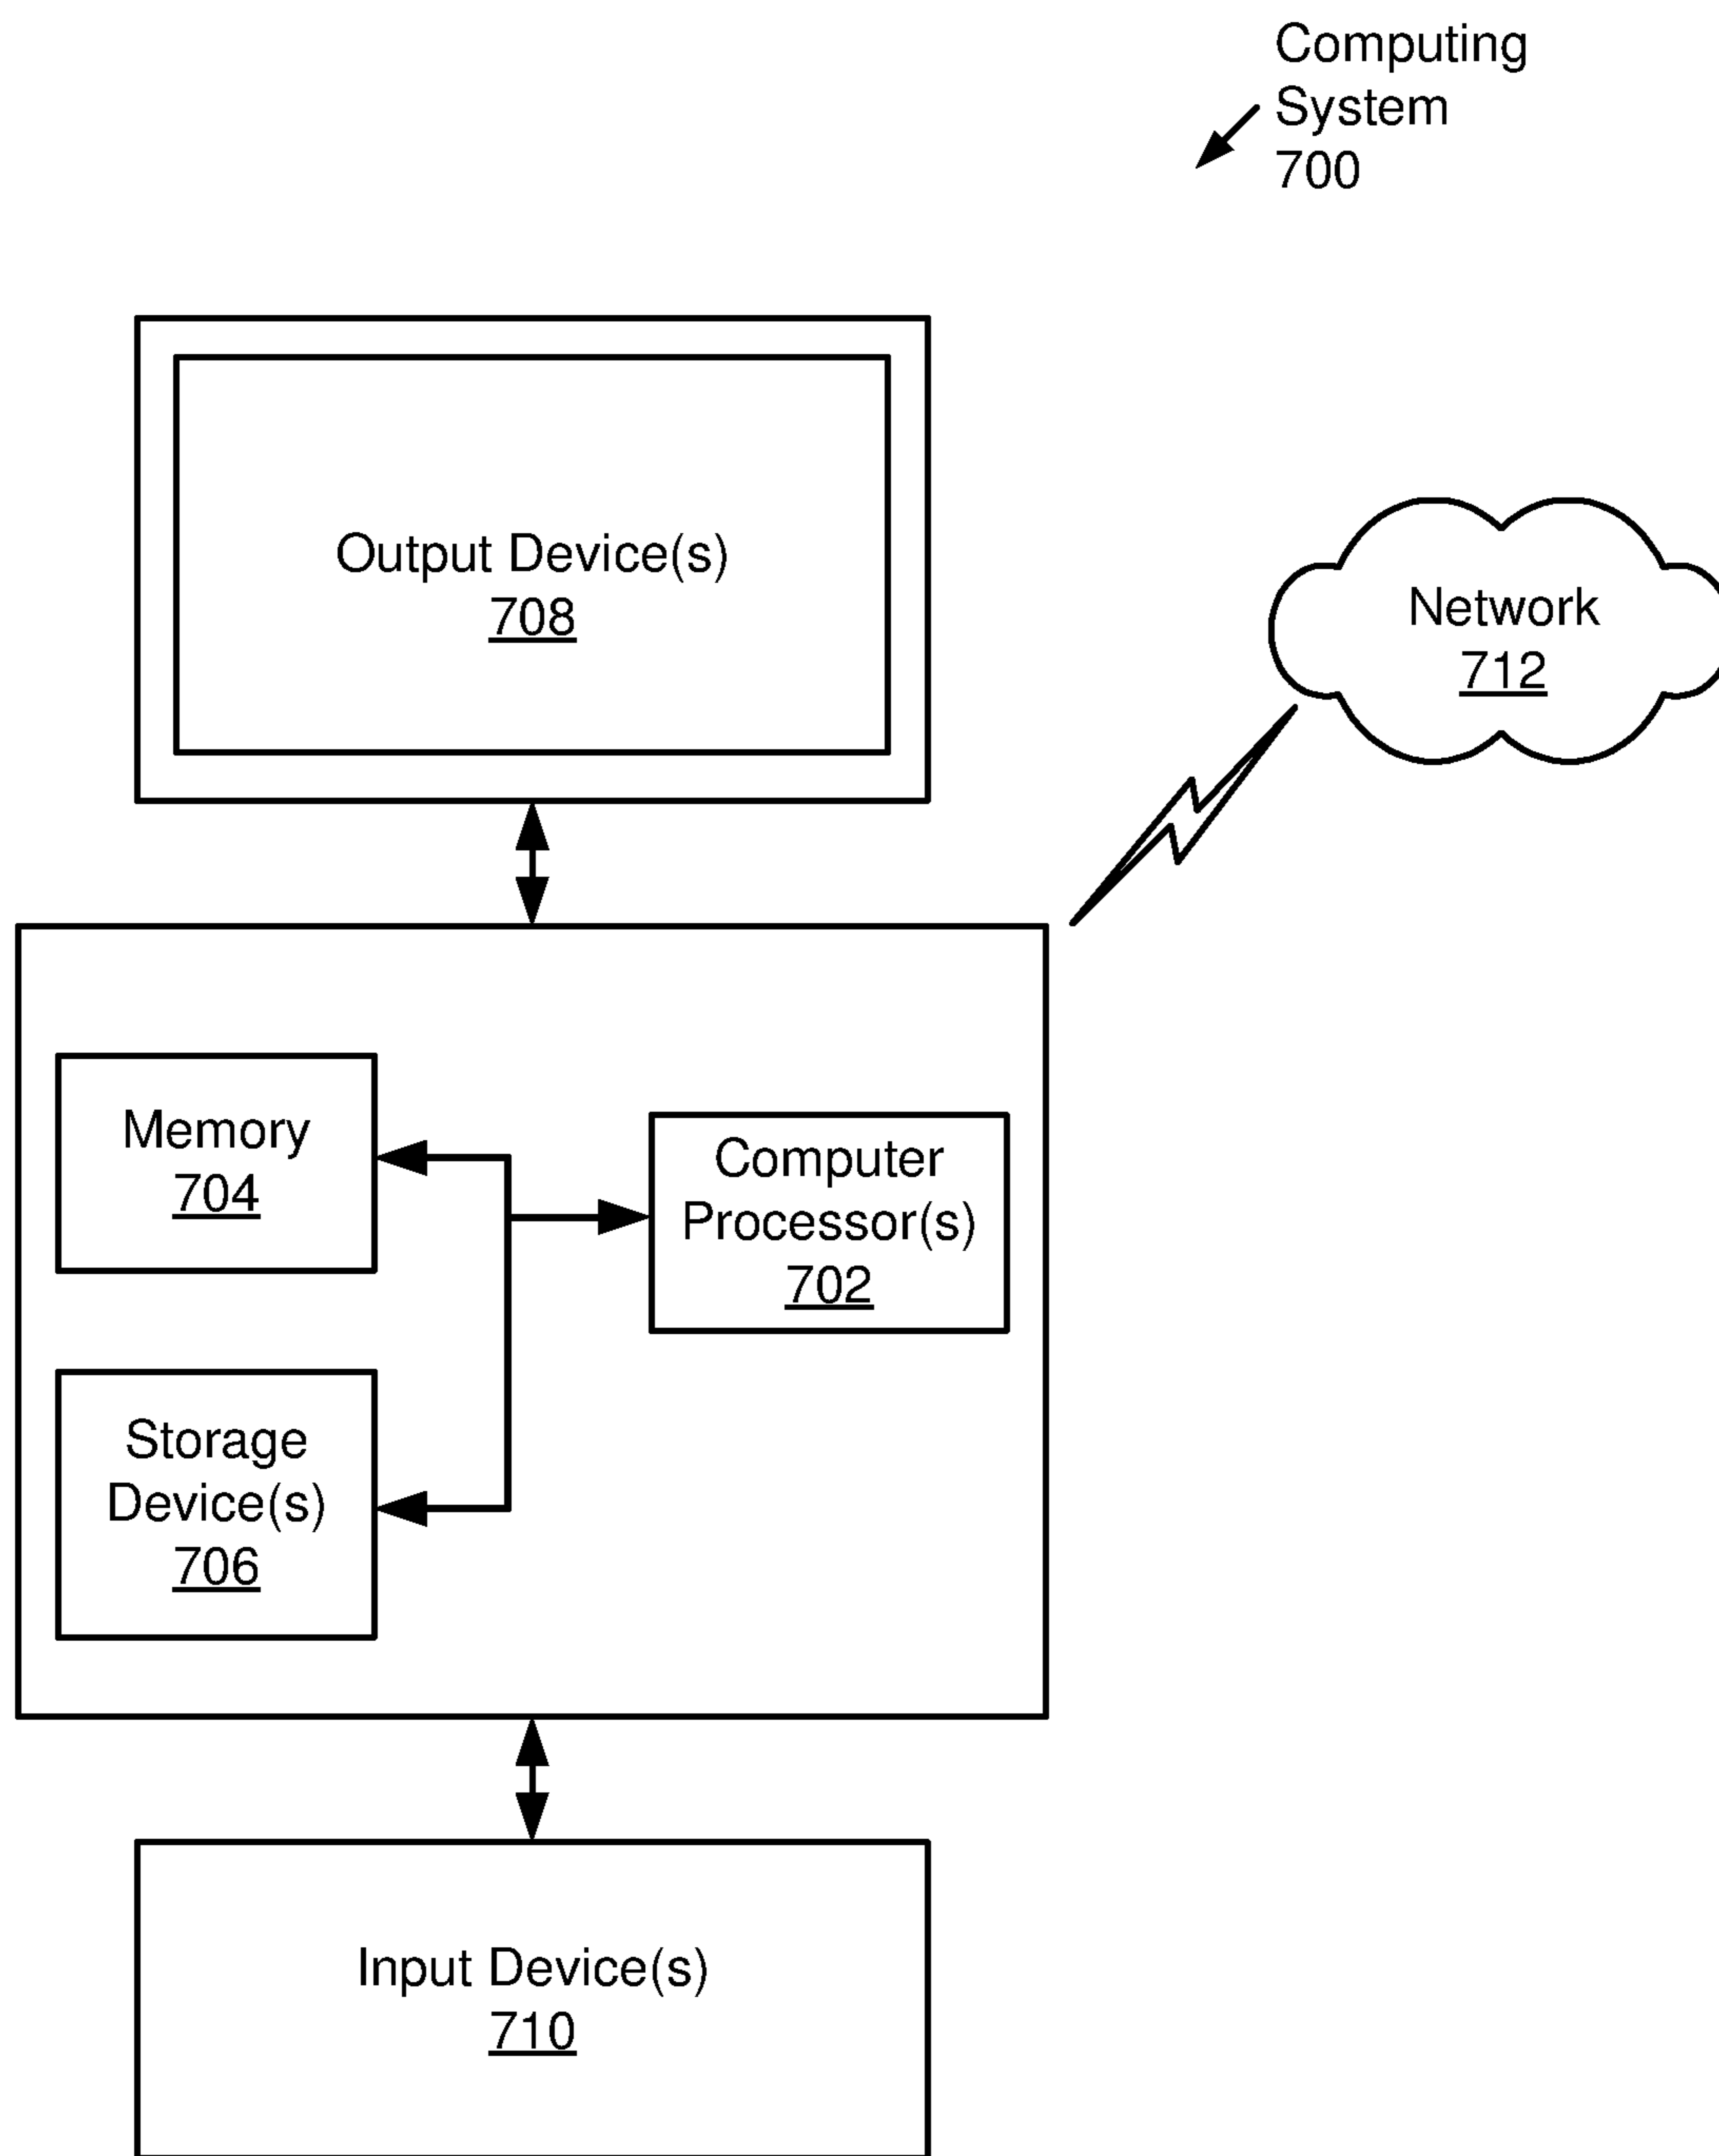 Computing
System
700
Output Device(s)
708
Network
712
Memory
704
Computer
Processor(s)
702
Storage
Device(s)
706
Input Device(s)
710